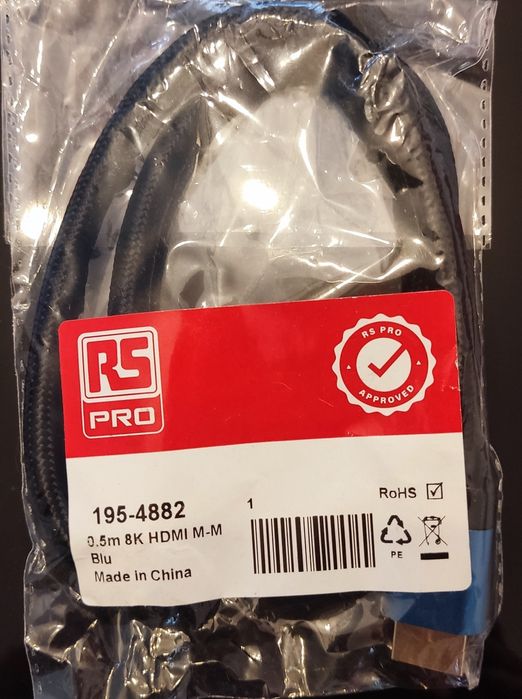 RS
PRO
RS PRO
APPROVED
195-4882
0.5m 8K HDMI M-M
Blu
Made in China
1
RoHS
PE